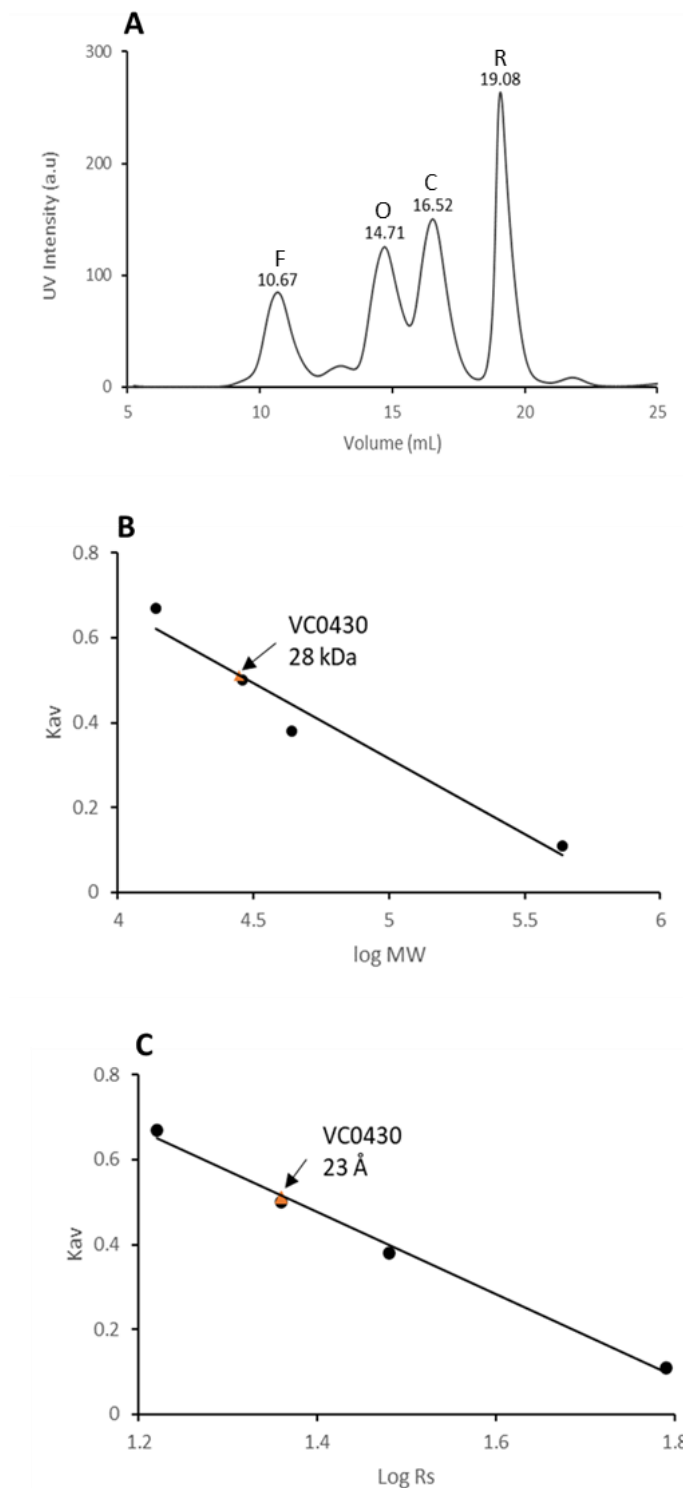 A
300
200
100
0
UV Intensity (a.u)
F
10.67
O
14.71
C
16.52
R
19.08
5
10
15
20
25
Volume (mL)
B
0.8
0.6
0.4
0.2
0
Kav
VC0430
28 kDa
4
4.5
5
5.5
6
log MW
C
0.8
0.6
0.4
0.2
0
Kav
VC0430
23 Å
1.2
1.4
1.6
1.8
Log Rs